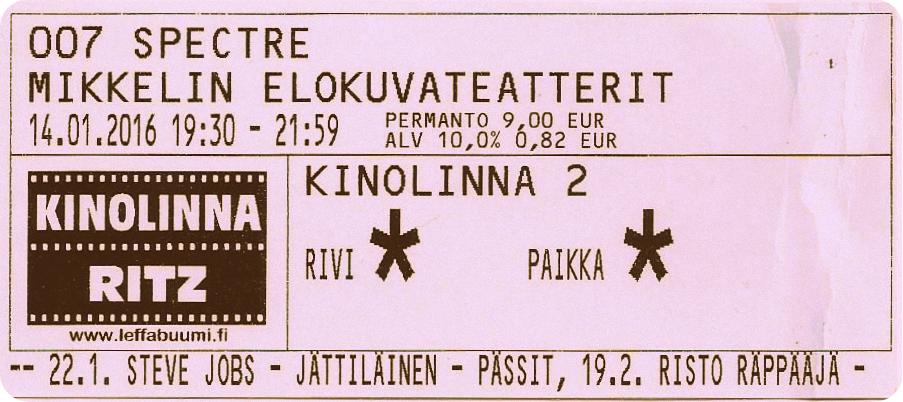 007 SPECTRE
MIKKELIN ELOKUVATEATTERIT
14.01.2016 19:30 - 21:59
PERMANTO 9,00 EUR
ALV 10,0% 0,82 EUR
KINOLINNA
RITZ
www.leffabuumi.fi
KINOLINNA 2
RIVI * PAIKKA *
-- 22.1. STEVE JOBS - JÄTTILÄINEN - PÄSSIT, 19.2. RISTO RÄPPÄÄJÄ -